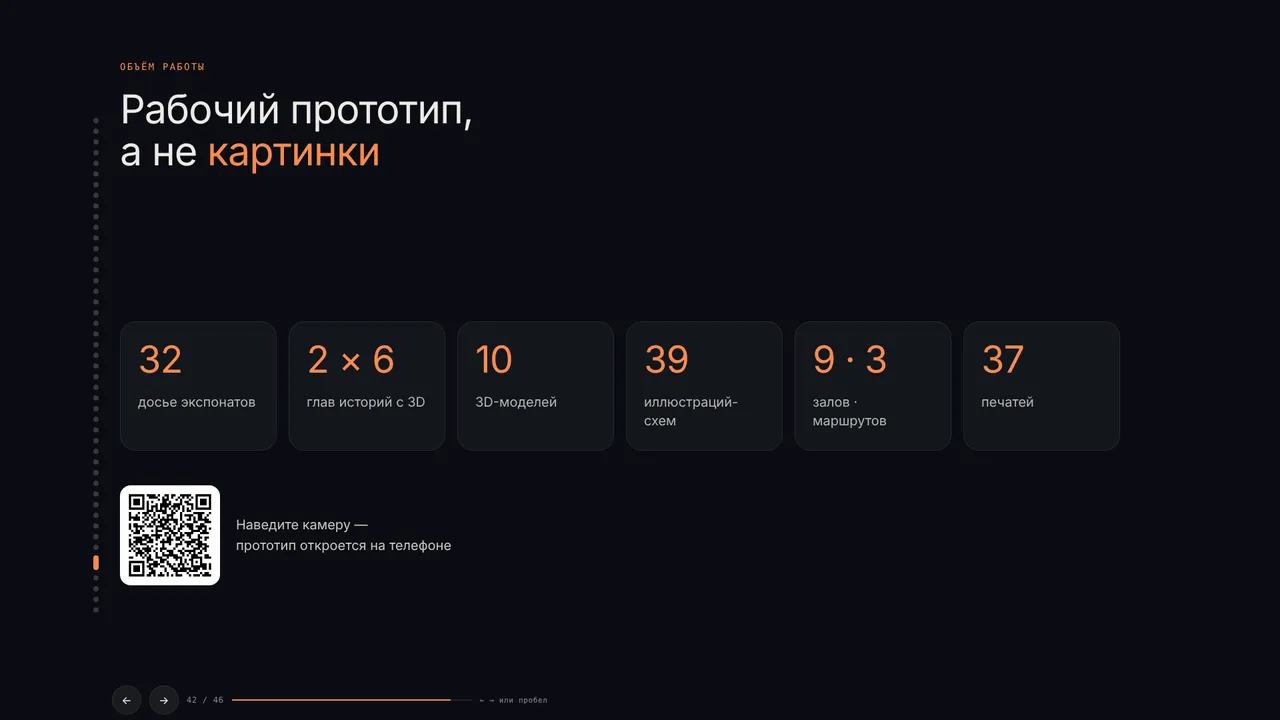 ОБЪЁМ РАБОТЫ
Рабочий прототип,
а не картинки
32
досье экспонатов
2 × 6
глав историй с 3D
10
3D-моделей
39
иллюстраций-
схем
9 · 3
залов ·
маршрутов
37
печатей
Наведите камеру —
прототип откроется на телефоне
← → 42 / 46 ← → или пробел